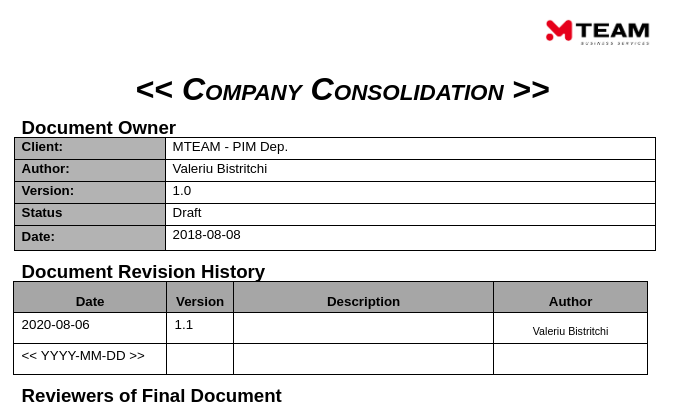 TEAM
BUSINESS SERVICES
<< COMPANY CONSOLIDATION >>
Document Owner
Client: MTEAM - PIM Dep.
Author: Valeriu Bistritchi
Version: 1.0
Status Draft
Date: 2018-08-08
Document Revision History
Date Version Description Author
2020-08-06 1.1 Valeriu Bistritchi
<< YYYY-MM-DD >>
Reviewers of Final Document